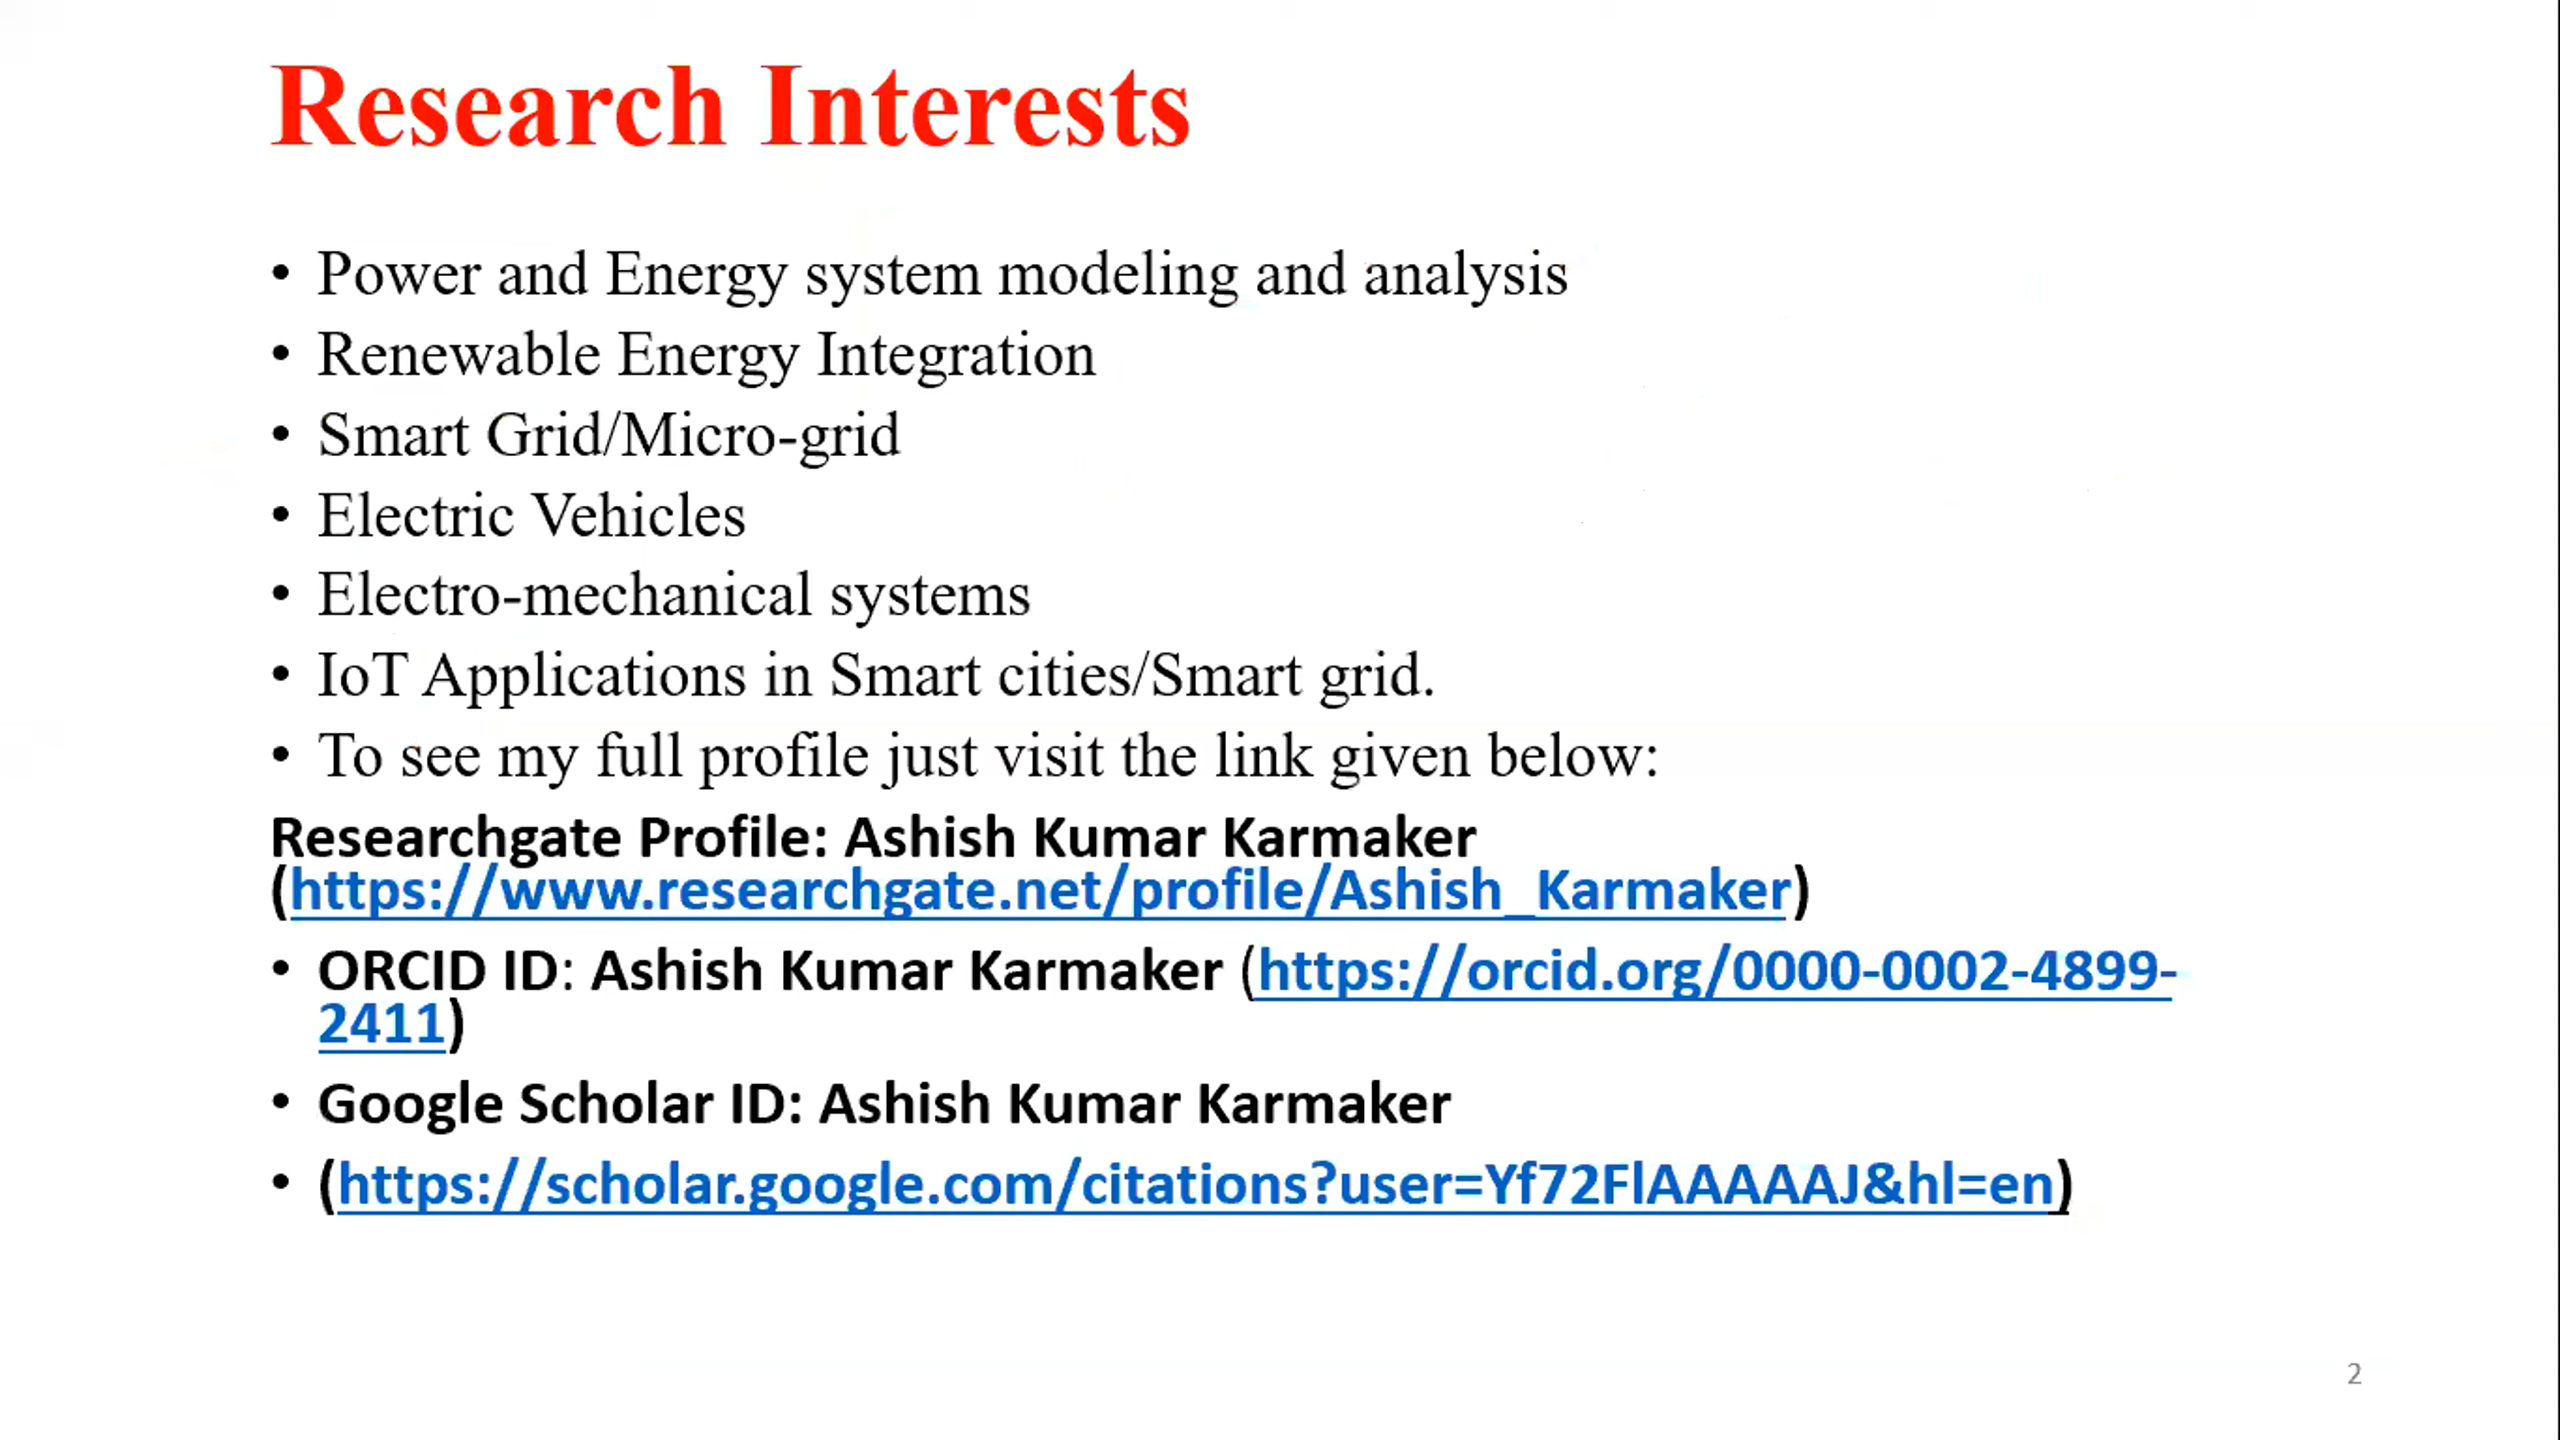 Research Interests
• Power and Energy system modeling and analysis
• Renewable Energy Integration
• Smart Grid/Micro-grid
• Electric Vehicles
• Electro-mechanical systems
• IoT Applications in Smart cities/Smart grid.
• To see my full profile just visit the link given below:
Researchgate Profile: Ashish Kumar Karmaker
(https://www.researchgate.net/profile/Ashish_Karmaker)
• ORCID ID: Ashish Kumar Karmaker (https://orcid.org/0000-0002-4899-
2411)
• Google Scholar ID: Ashish Kumar Karmaker
• (https://scholar.google.com/citations?user=Yf72FlAAAAAJ&hl=en)
2